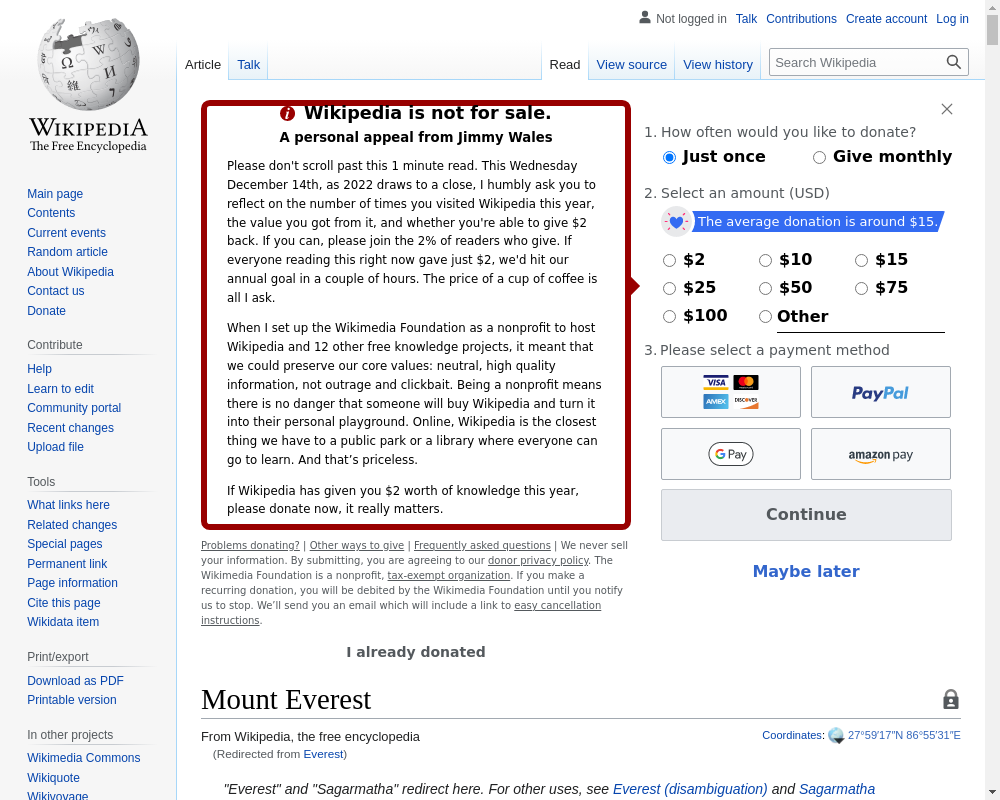 Not logged in Talk Contributions Create account Log in
Article Talk Read View source View history Search Wikipedia
WIKIPEDIA
The Free Encyclopedia
Main page
Contents
Current events
Random article
About Wikipedia
Contact us
Donate
Contribute
Help
Learn to edit
Community portal
Recent changes
Upload file
Tools
What links here
Related changes
Special pages
Permanent link
Page information
Cite this page
Wikidata item
Print/export
Download as PDF
Printable version
In other projects
Wikimedia Commons
Wikiquote
Wikivoyage
Wikipedia is not for sale.
A personal appeal from Jimmy Wales
Please don't scroll past this 1 minute read. This Wednesday
December 14th, as 2022 draws to a close, I humbly ask you to
reflect on the number of times you visited Wikipedia this year,
the value you got from it, and whether you're able to give $2
back. If you can, please join the 2% of readers who give. If
everyone reading this right now gave just $2, we'd hit our
annual goal in a couple of hours. The price of a cup of coffee is
all I ask.
When I set up the Wikimedia Foundation as a nonprofit to host
Wikipedia and 12 other free knowledge projects, it meant that
we could preserve our core values: neutral, high quality
information, not outrage and clickbait. Being a nonprofit means
there is no danger that someone will buy Wikipedia and turn it
into their personal playground. Online, Wikipedia is the closest
thing we have to a public park or a library where everyone can
go to learn. And that’s priceless.
If Wikipedia has given you $2 worth of knowledge this year,
please donate now, it really matters.
Problems donating? | Other ways to give | Frequently asked questions | We never sell
your information. By submitting, you are agreeing to our donor privacy policy. The
Wikimedia Foundation is a nonprofit, tax-exempt organization. If you make a
recurring donation, you will be debited by the Wikimedia Foundation until you notify
us to stop. We’ll send you an email which will include a link to easy cancellation
instructions.
I already donated
1. How often would you like to donate?
Just once Give monthly
2. Select an amount (USD)
The average donation is around $15.
$2 $10 $15
$25 $50 $75
$100 Other
3. Please select a payment method
VISA mastercard PayPal
AMEX DISCOVER
G Pay amazon pay
Continue
Maybe later
Mount Everest
From Wikipedia, the free encyclopedia
Coordinates: 27°59′17″N 86°55′31″E
(Redirected from Everest)
"Everest" and "Sagarmatha" redirect here. For other uses, see Everest (disambiguation) and Sagarmatha